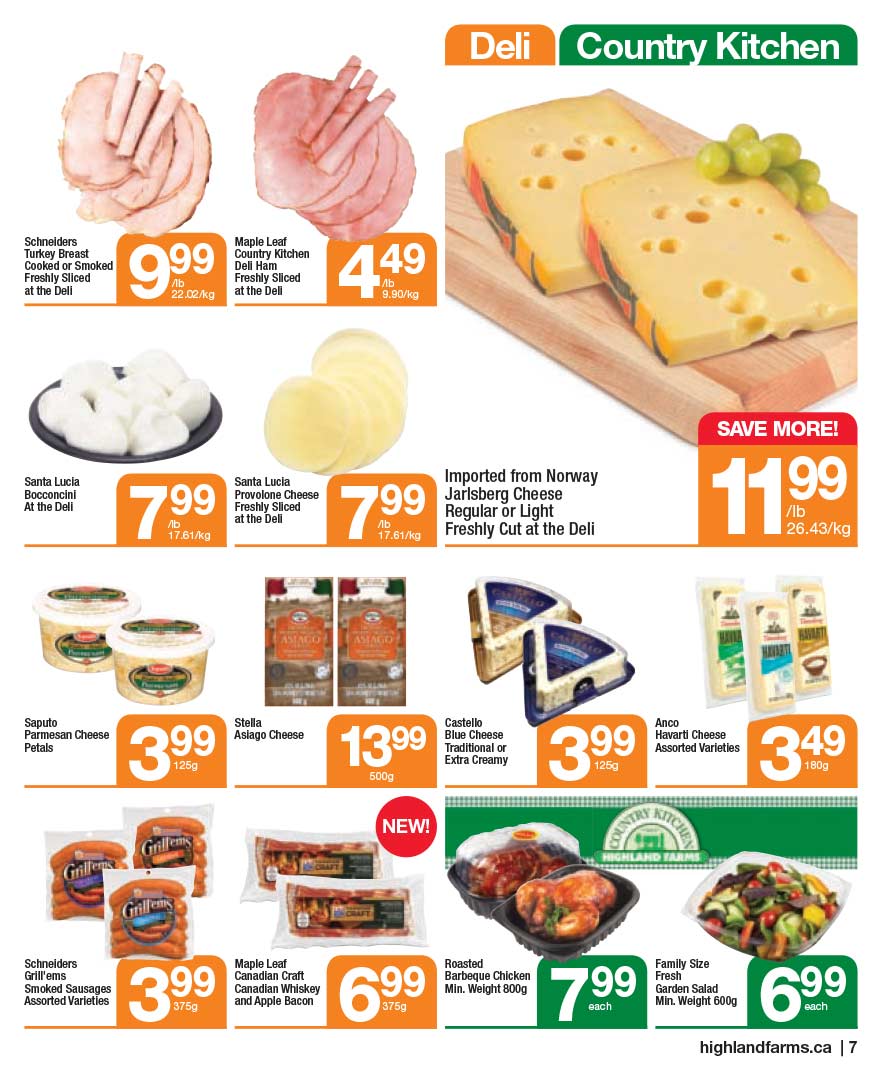 Deli
Country Kitchen
Schneiders
Turkey Breast
Cooked or Smoked
Freshly Sliced
at the Deli
9.99
/lb
22.02/kg
Maple Leaf
Country Kitchen
Deli Ham
Freshly Sliced
at the Deli
4.49
/lb
9.90/kg
Santa Lucia
Bocconcini
At the Deli
7.99
/lb
17.61/kg
Santa Lucia
Provolone Cheese
Freshly Sliced
at the Deli
7.99
/lb
17.61/kg
Imported from Norway
Jarlsberg Cheese
Regular or Light
Freshly Cut at the Deli
SAVE MORE!
11.99
/lb
26.43/kg
Saputo
Parmesan
Saputo
Parmesan
Saputo
Parmesan Cheese
Petals
3.99
125g
ASIAGO
ASIAGO
Stella
Asiago Cheese
13.99
500g
CASTELLO
CASTELLO
Castello
Blue Cheese
Traditional or
Extra Creamy
3.99
125g
HAVARTI
HAVARTI
HAVARTI
Anco
Havarti Cheese
Assorted Varieties
3.49
180g
Grill'ems
Grill'ems
Grill'ems
Schneiders
Grill'ems
Smoked Sausages
Assorted Varieties
3.99
375g
NEW!
CRAFT
CRAFT
Maple Leaf
Canadian Craft
Canadian Whiskey
and Apple Bacon
6.99
375g
COUNTRY KITCHEN
HIGHLAND FARMS
Roasted
Barbeque Chicken
Min. Weight 800g
7.99
each
Family Size
Fresh
Garden Salad
Min. Weight 600g
6.99
each
highlandfarms.ca | 7